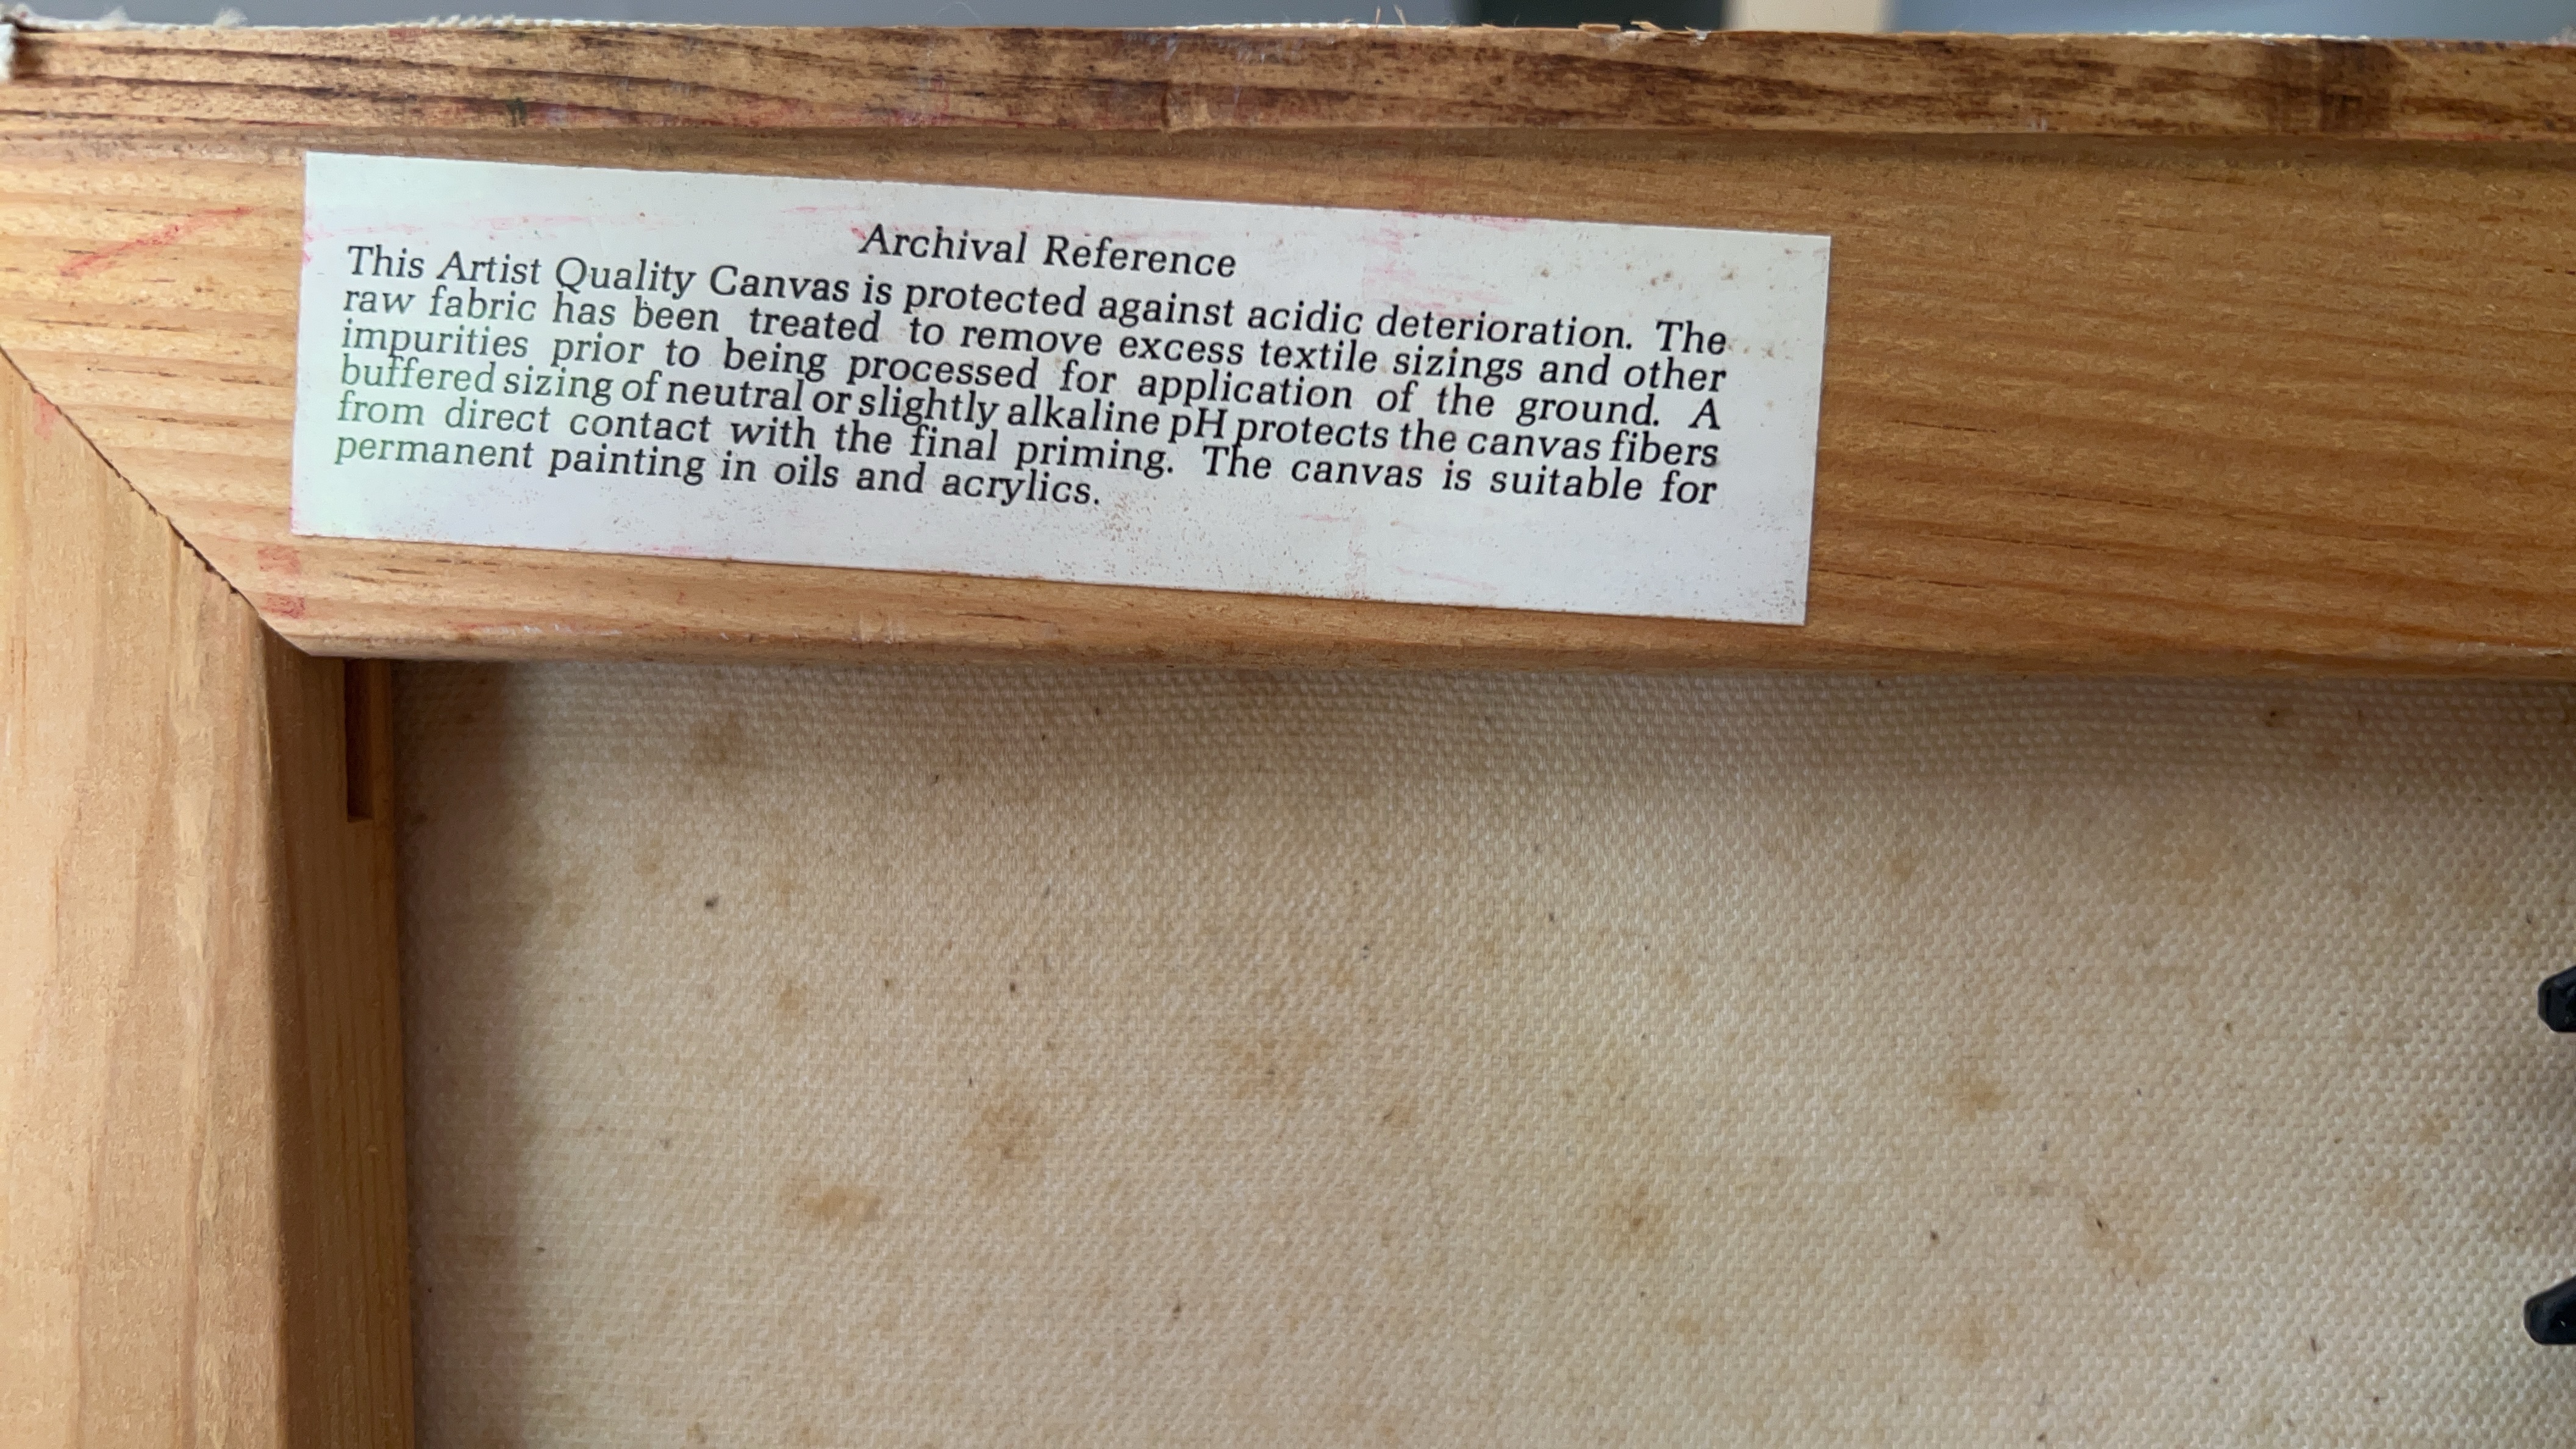 Archival Reference
This Artist Quality Canvas is protected against acidic deterioration. The
raw fabric has been treated to remove excess textile sizings and other
impurities prior to being processed for application of the ground. A
buffered sizing of neutral or slightly alkaline pH protects the canvas fibers
from direct contact with the final priming. The canvas is suitable for
permanent painting in oils and acrylics.